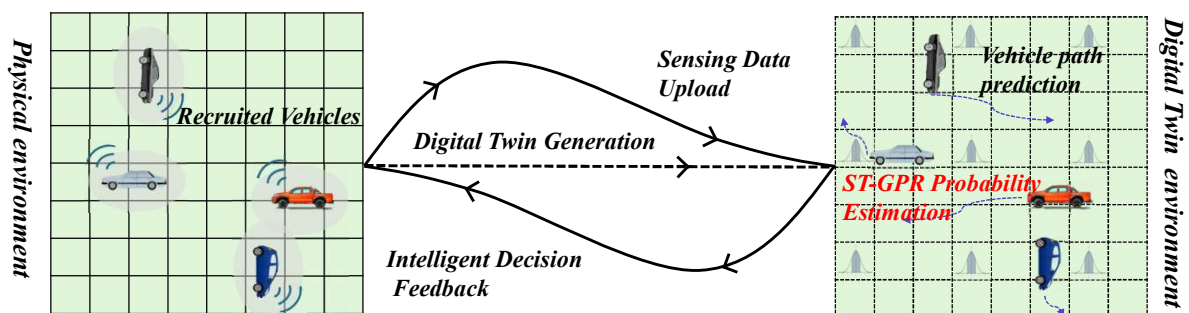 Physical environment
Recruited Vehicles
Sensing Data
Upload
Digital Twin Generation
Intelligent Decision
Feedback
Vehicle path
prediction
ST-GPR Probability
Estimation
Digital Twin environment